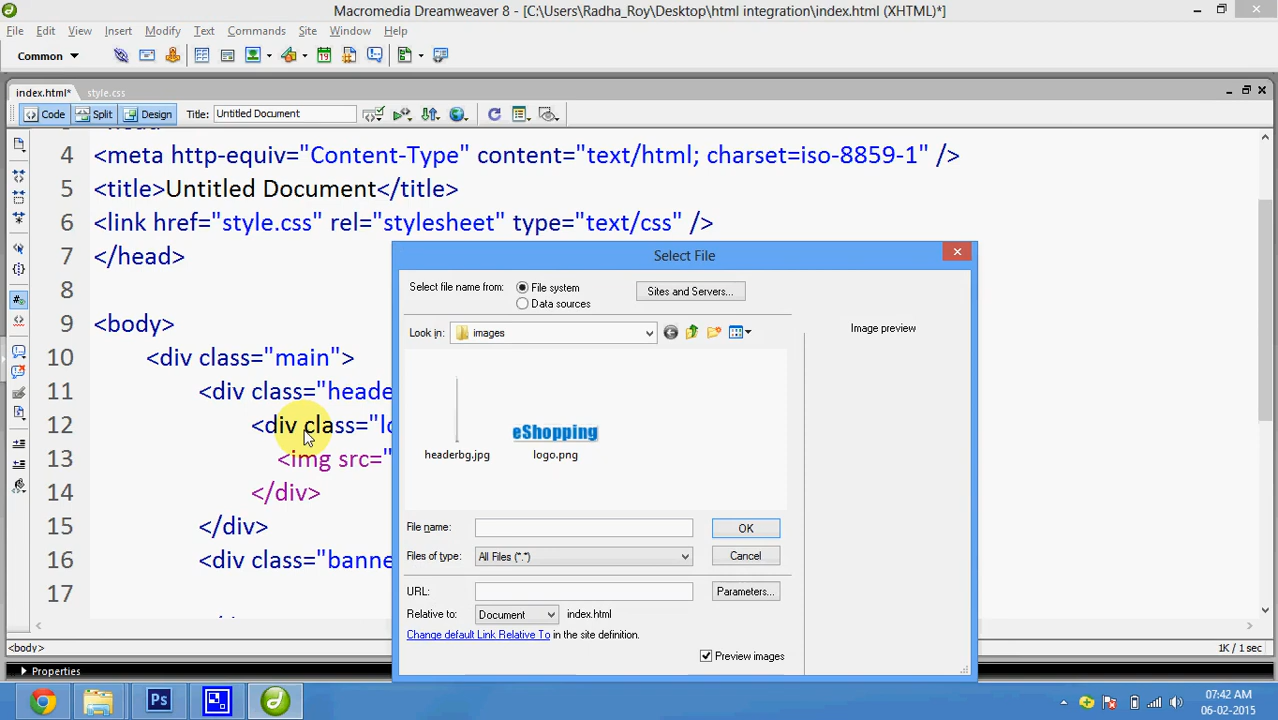 Macromedia Dreamweaver 8 - [C:\Users\Radha_Roy\Desktop\html integration\index.html (XHTML)*]
File Edit View Insert Modify Text Commands Site Window Help
Common
index.html* style.css
Code Split Design Title: Untitled Document
4 <meta http-equiv="Content-Type" content="text/html; charset=iso-8859-1" />
5 <title>Untitled Document</title>
6 <link href="style.css" rel="stylesheet" type="text/css" />
7 </head>
8
9 <body>
10 <div class="main">
11 <div class="heade
12 <div class="lo
13 <img src="
14 </div>
15 </div>
16 <div class="banne
17
Select File
Select file name from: File system Sites and Servers...
Data sources
Look in: images
Image preview
eShopping
headerbg.jpg logo.png
File name: OK
Files of type: All Files (*.*) Cancel
URL: Parameters...
Relative to: Document index.html
Change default Link Relative To in the site definition.
Preview images
<body> 1K / 1 sec
Properties
Ps
07:42 AM
06-02-2015